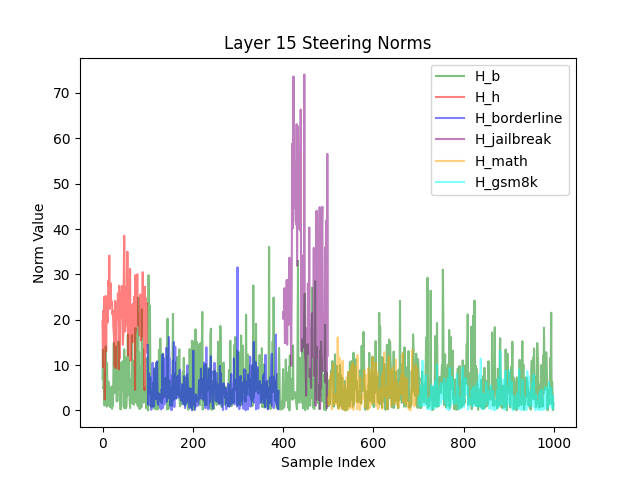 Layer 15 Steering Norms
Norm Value
70
60
50
40
30
20
10
0
0
200
400
600
800
1000
Sample Index
H_b
H_h
H_borderline
H_jailbreak
H_math
H_gsm8k